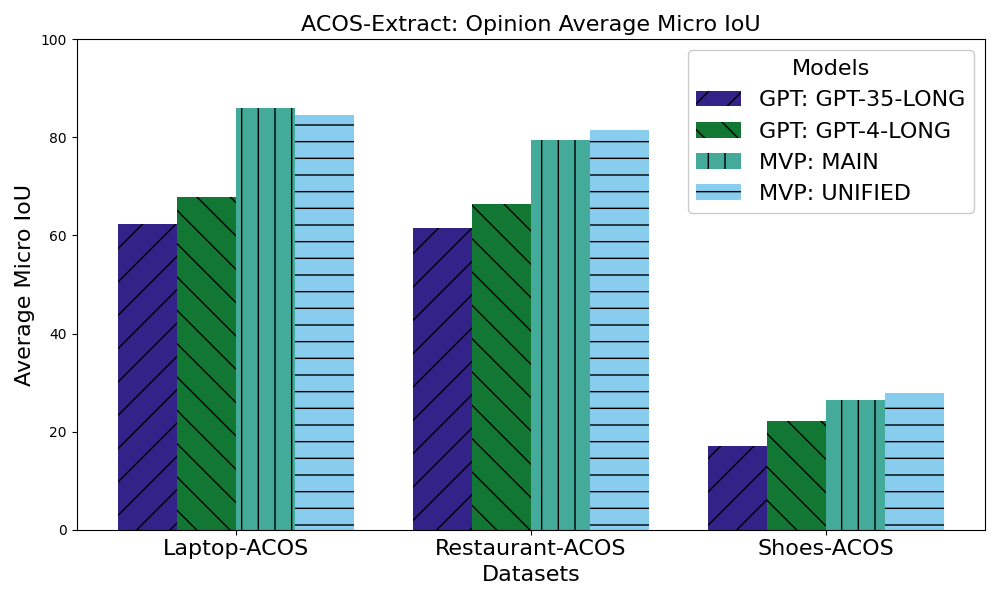 ACOS-Extract: Opinion Average Micro IoU
Average Micro IoU
100
80
60
40
20
0
Models
GPT: GPT-35-LONG
GPT: GPT-4-LONG
MVP: MAIN
MVP: UNIFIED
Laptop-ACOS
Restaurant-ACOS
Shoes-ACOS
Datasets